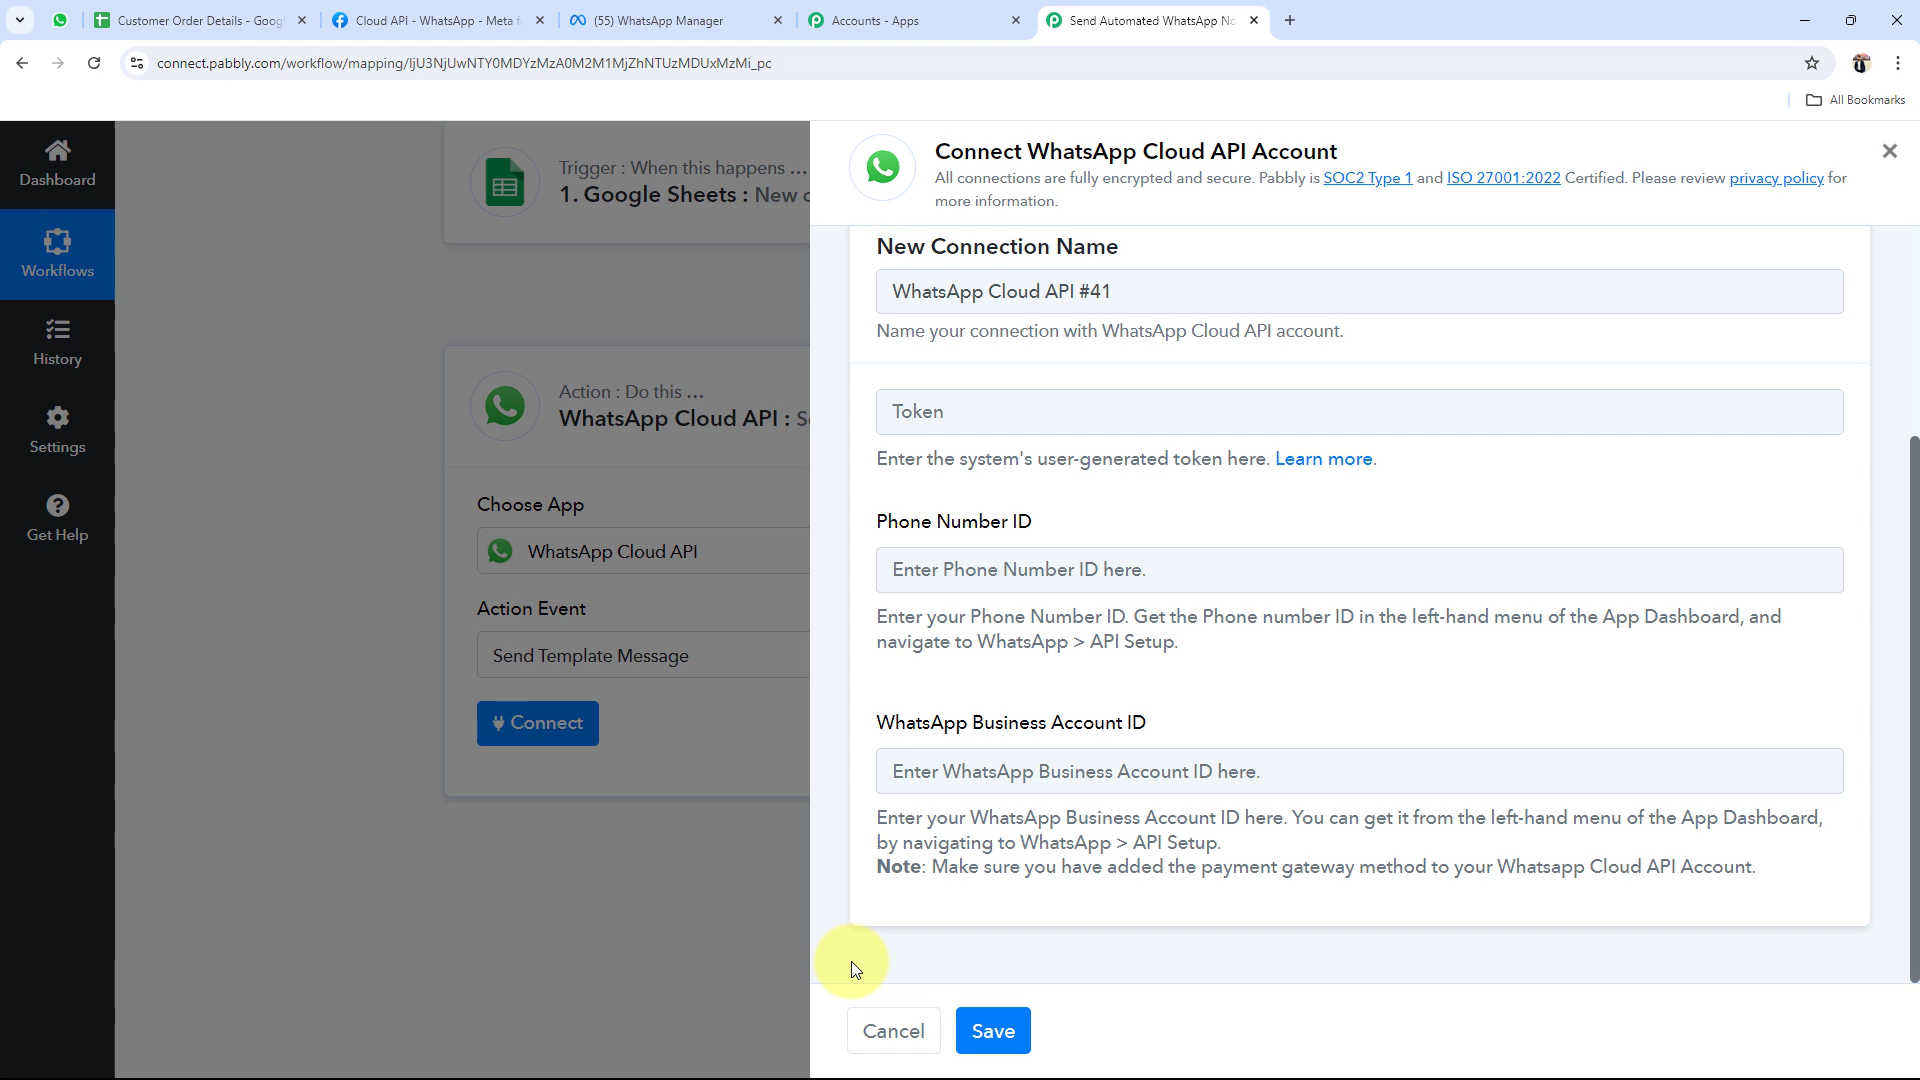 Customer Order Details - Goog
Cloud API - WhatsApp - Meta f
(55) WhatsApp Manager
Accounts - Apps
Send Automated WhatsApp No
connect.pabbly.com/workflow/mapping/IjU3NjUwNTY0MDYzMzA0M2M1MjZhNTUzMDUxMzMi_pc
All Bookmarks
Dashboard
Workflows
History
Settings
Get Help
Trigger : When this happens ...
1. Google Sheets : New o
Action : Do this ...
WhatsApp Cloud API : Se
Choose App
WhatsApp Cloud API
Action Event
Send Template Message
Connect
Connect WhatsApp Cloud API Account
All connections are fully encrypted and secure. Pabbly is SOC2 Type 1 and ISO 27001:2022 Certified. Please review privacy policy for
more information.
New Connection Name
WhatsApp Cloud API #41
Name your connection with WhatsApp Cloud API account.
Token
Enter the system's user-generated token here. Learn more.
Phone Number ID
Enter Phone Number ID here.
Enter your Phone Number ID. Get the Phone number ID in the left-hand menu of the App Dashboard, and
navigate to WhatsApp > API Setup.
WhatsApp Business Account ID
Enter WhatsApp Business Account ID here.
Enter your WhatsApp Business Account ID here. You can get it from the left-hand menu of the App Dashboard,
by navigating to WhatsApp > API Setup.
Note: Make sure you have added the payment gateway method to your Whatsapp Cloud API Account.
Cancel
Save